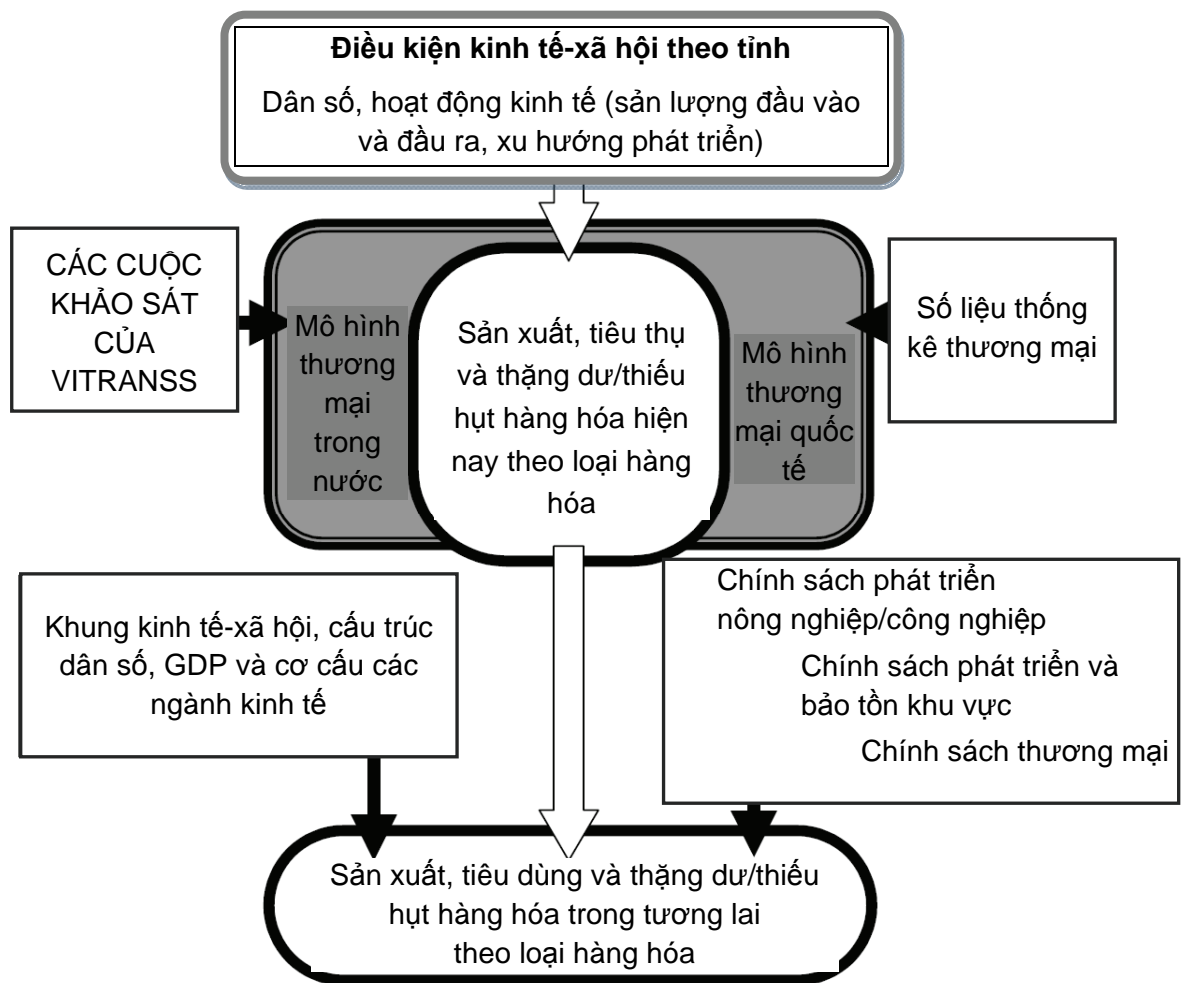 Điều kiện kinh tế-xã hội theo tỉnh
Dân số, hoạt động kinh tế (sản lượng đầu vào
và đầu ra, xu hướng phát triển)
CÁC CUỘC
KHẢO SÁT
CỦA
VITRANSS
Mô hình
thương
mại
trong
nước
Sản xuất, tiêu thụ
và thặng dư/thiếu
hụt hàng hóa hiện
nay theo loại hàng
hóa
Mô hình
thương
mại quốc
tế
Số liệu thống
kê thương mại
Khung kinh tế-xã hội, cấu trúc
dân số, GDP và cơ cấu các
ngành kinh tế
Chính sách phát triển
nông nghiệp/công nghiệp
Chính sách phát triển và
bảo tồn khu vực
Chính sách thương mại
Sản xuất, tiêu dùng và thặng dư/thiếu
hụt hàng hóa trong tương lai
theo loại hàng hóa